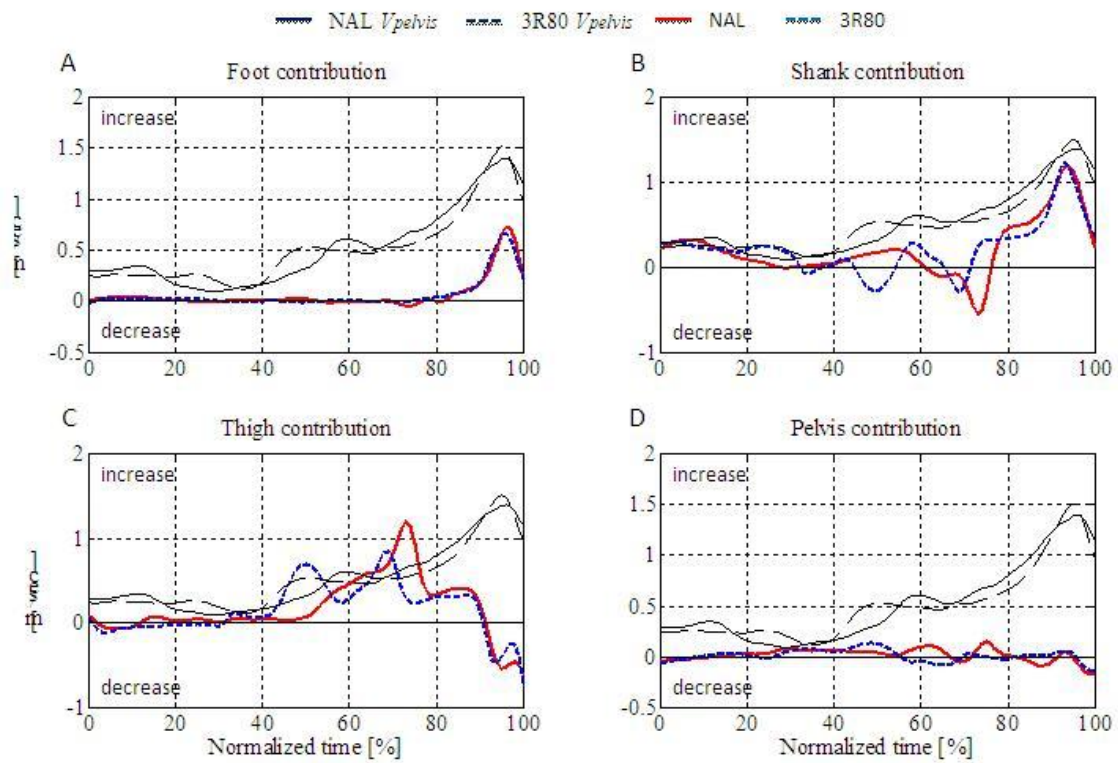 NAL Vpelvis 3R80 Vpelvis NAL 3R80
A Foot contribution
2
increase
1.5
1
0.5
0
decrease
-0.5
0 20 40 60 80 100
B Shank contribution
2
increase
1
0
decrease
-1
0 20 40 60 80 100
C Thigh contribution
2
increase
1
0
decrease
-1
0 20 40 60 80 100
Normalized time [%]
D Pelvis contribution
2
increase
1.5
1
0.5
0
decrease
-0.5
0 20 40 60 80 100
Normalized time [%]